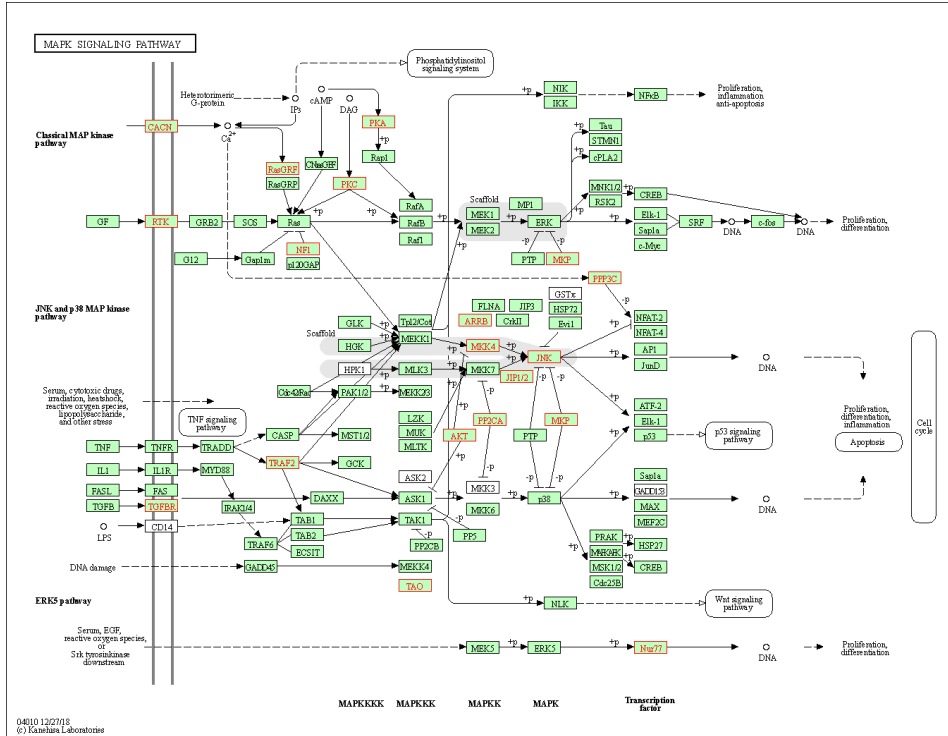 MAPK SIGNALING PATHWAY
Phosphatidylinositol
signaling system
Heterotorimeric
G-protein
IP3
cAMP
DAG
NIK
IKK
NFκB
Proliferation,
inflammation
anti-apoptosis
CACN
Ca2+
PKA
+p
Classical MAP kinase
pathway
RasGRF
RasGRP
CNasGEF
Rap1
PKC
Tau
STMN1
cPLA2
+p
MNK1/2
RSK2
CREB
GF
RTK
GRB2
SOS
Ras
+p
RafA
RafB
Raf1
+p
Scaffold
MEK1
MEK2
MP1
+p
ERK
+p
Elk-1
Sap1a
c-Myc
SRF
DNA
c-fos
DNA
Proliferation,
differentiation
G12
Gap1m
NF1
p120GAP
-p
-p
PTP
MKP
PPP3C
JNK and p38 MAP kinase
pathway
Scaffold
GLK
HGK
HPK1
Cdc42/Rac
PAK1/2
Tpl2/Cot
MEKK1
MLK3
MEKK2/3
FLNA
JIP3
ARRB
CrkII
GSTπ
HSP72
Evi1
MKK4
MKK7
JIP1/2
JNK
-p
NFAT-2
NFAT-4
AP1
JunD
DNA
Cell
cycle
Serum, cytotoxic drugs,
irradiation, heatshock,
reactive oxygen species,
lipopolysaccharide,
and other stress
TNF signaling
pathway
LZK
MUK
MLTK
AKT
PP2CA
PTP
MKP
ATF-2
Elk-1
p53
p53 signaling
pathway
Proliferation,
differentiation,
inflammation
Apoptosis
TNF
TNFR
TRADD
CASP
MST1/2
IL1
IL1R
MYD88
TRAF2
GCK
ASK2
MKK3
FASL
FAS
DAXX
ASK1
MKK6
p38
Sap1a
GADD153
MAX
MEF2C
DNA
TGFB
TGFBR
IRAK1/4
LPS
CD14
TAB1
TAK1
TRAF6
TAB2
ECSIT
PP2CB
PP5
PRAK
MAPKAPK
MSK1/2
Cdc25B
HSP27
CREB
DNA damage
GADD45
MEKK4
TAO
ERK5 pathway
+p
NLK
Wnt signaling
pathway
Serum, EGF,
reactive oxygen species,
or
Srk tyrosinkinase
downstream
MEK5
+p
ERK5
+p
Nur77
DNA
Proliferation,
differentiation
MAPKKKK
MAPKKK
MAPKK
MAPK
Transcription
factor
04010 12/27/18
(c) Kanehisa Laboratories